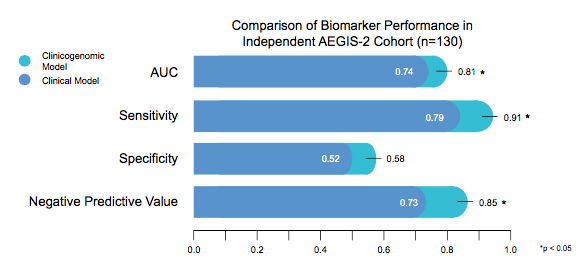 Comparison of Biomarker Performance in
Independent AEGIS-2 Cohort (n=130)
Clinicogenomic
Model
Clinical Model
AUC
0.74
0.81 *
Sensitivity
0.79
0.91 *
Specificity
0.52
0.58
Negative Predictive Value
0.73
0.85 *
0.0 0.2 0.4 0.6 0.8 1.0
*p < 0.05